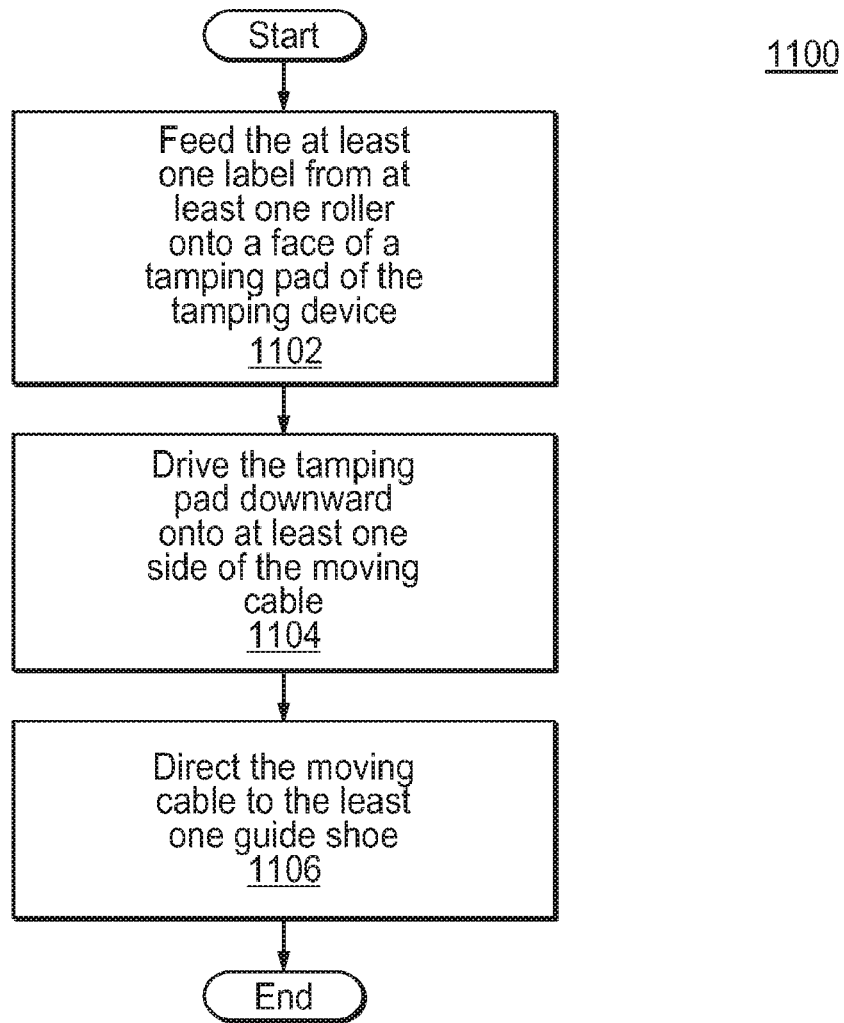 Start
1100
Feed the at least
one label from at
least one roller
onto a face of a
tamping pad of the
tamping device
1102
Drive the tamping
pad downward
onto at least one
side of the moving
cable
1104
Direct the moving
cable to the least
one guide shoe
1106
End